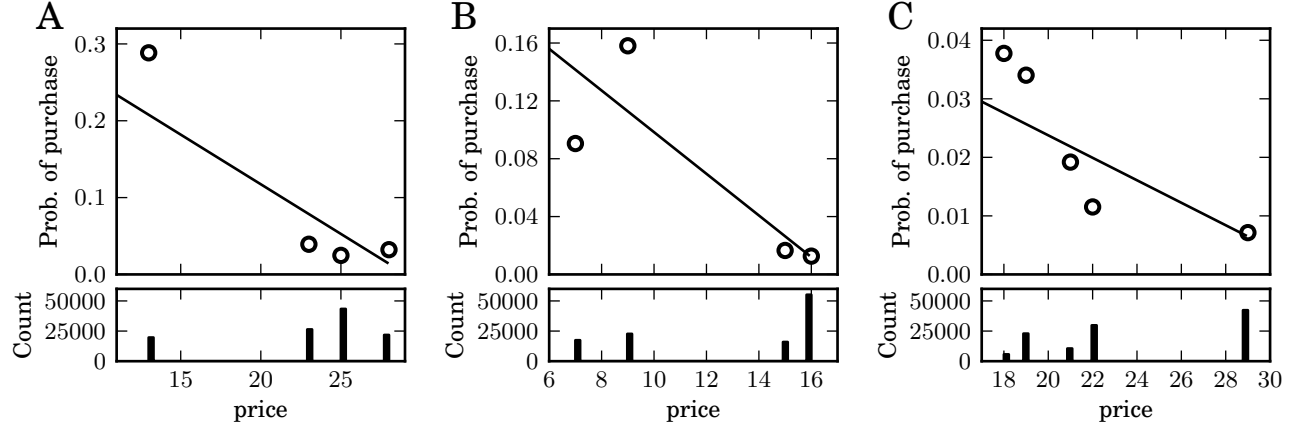 A
Prob. of purchase
0.3
0.2
0.1
0.0
Count
50000
25000
0
15 20 25
price
B
Prob. of purchase
0.16
0.12
0.08
0.04
0.00
Count
50000
25000
0
6 8 10 12 14 16
price
C
Prob. of purchase
0.04
0.03
0.02
0.01
0.00
Count
50000
25000
0
18 20 22 24 26 28 30
price